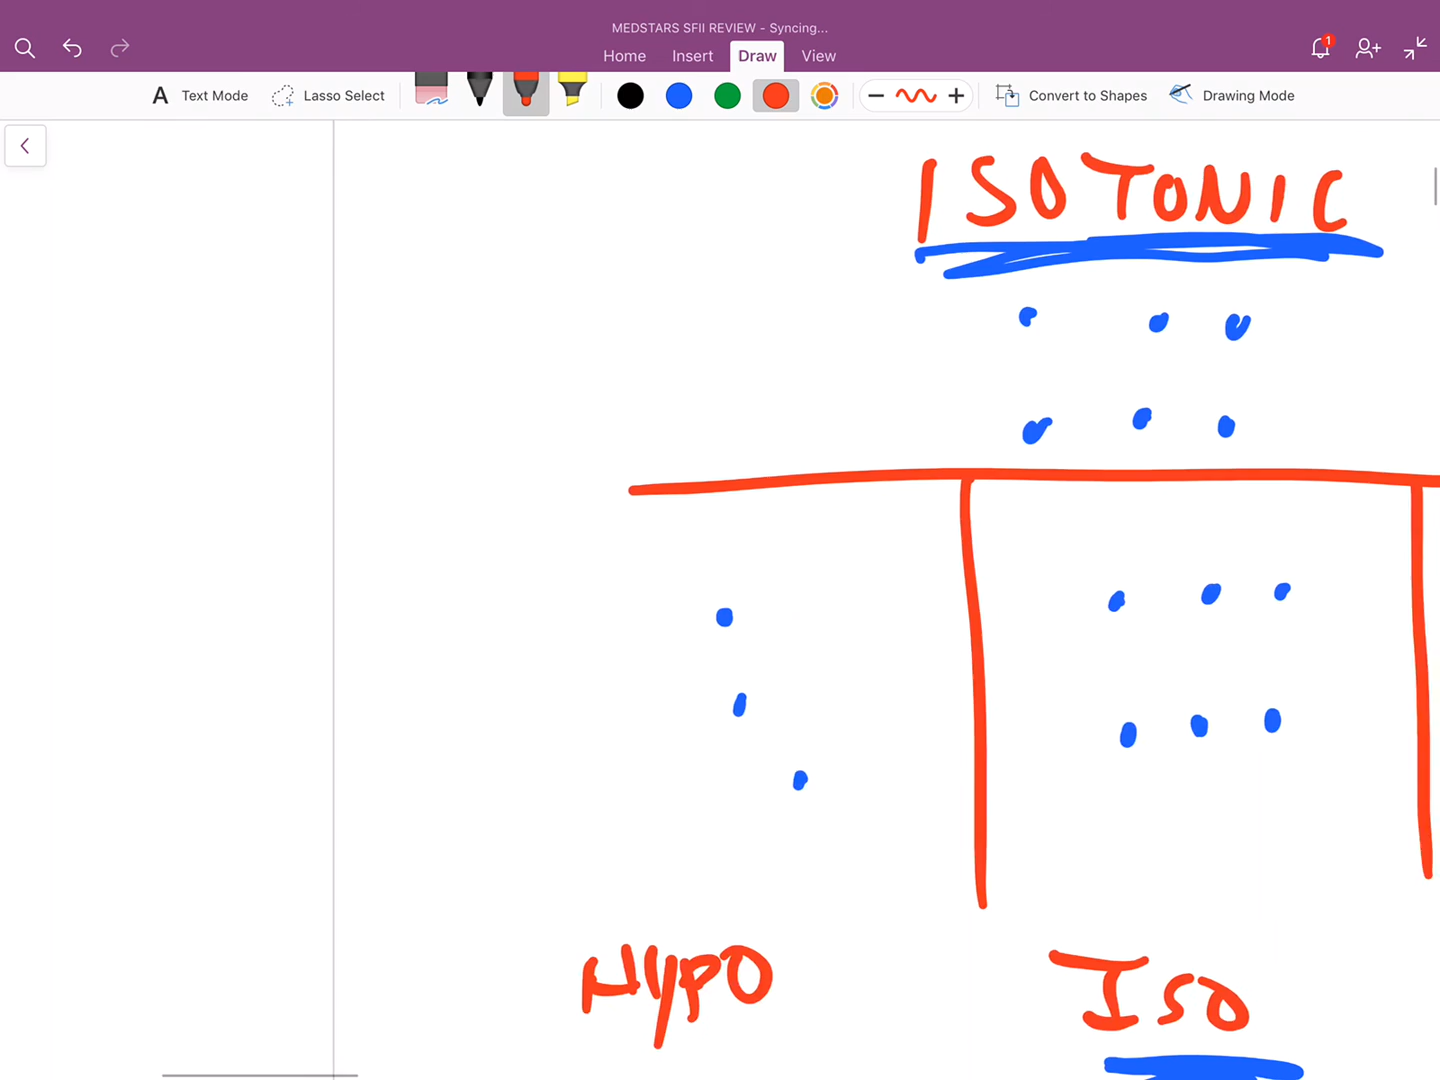 MEDSTARS SFII REVIEW - Syncing...
Home Insert Draw View
1
A Text Mode Lasso Select Convert to Shapes Drawing Mode
ISOTONIC
HYPO ISO